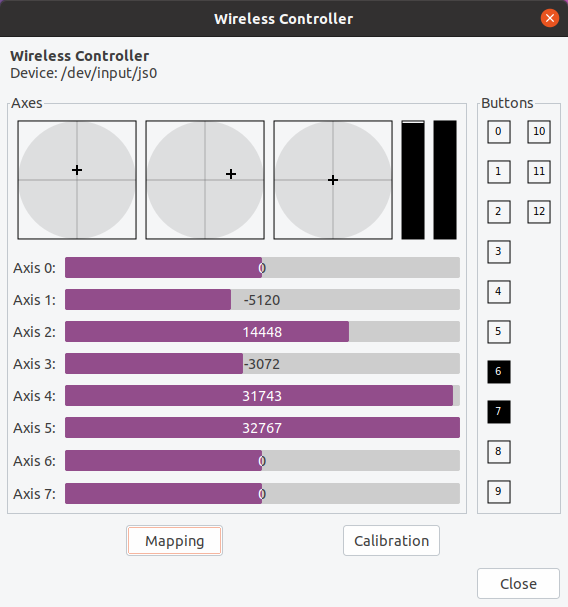 Wireless Controller
Wireless Controller
Device: /dev/input/js0
Axes
Buttons
0 10
1 11
2 12
3
4
5
6
7
8
9
Axis 0: 0
Axis 1: -5120
Axis 2: 14448
Axis 3: -3072
Axis 4: 31743
Axis 5: 32767
Axis 6: 0
Axis 7: 0
Mapping
Calibration
Close